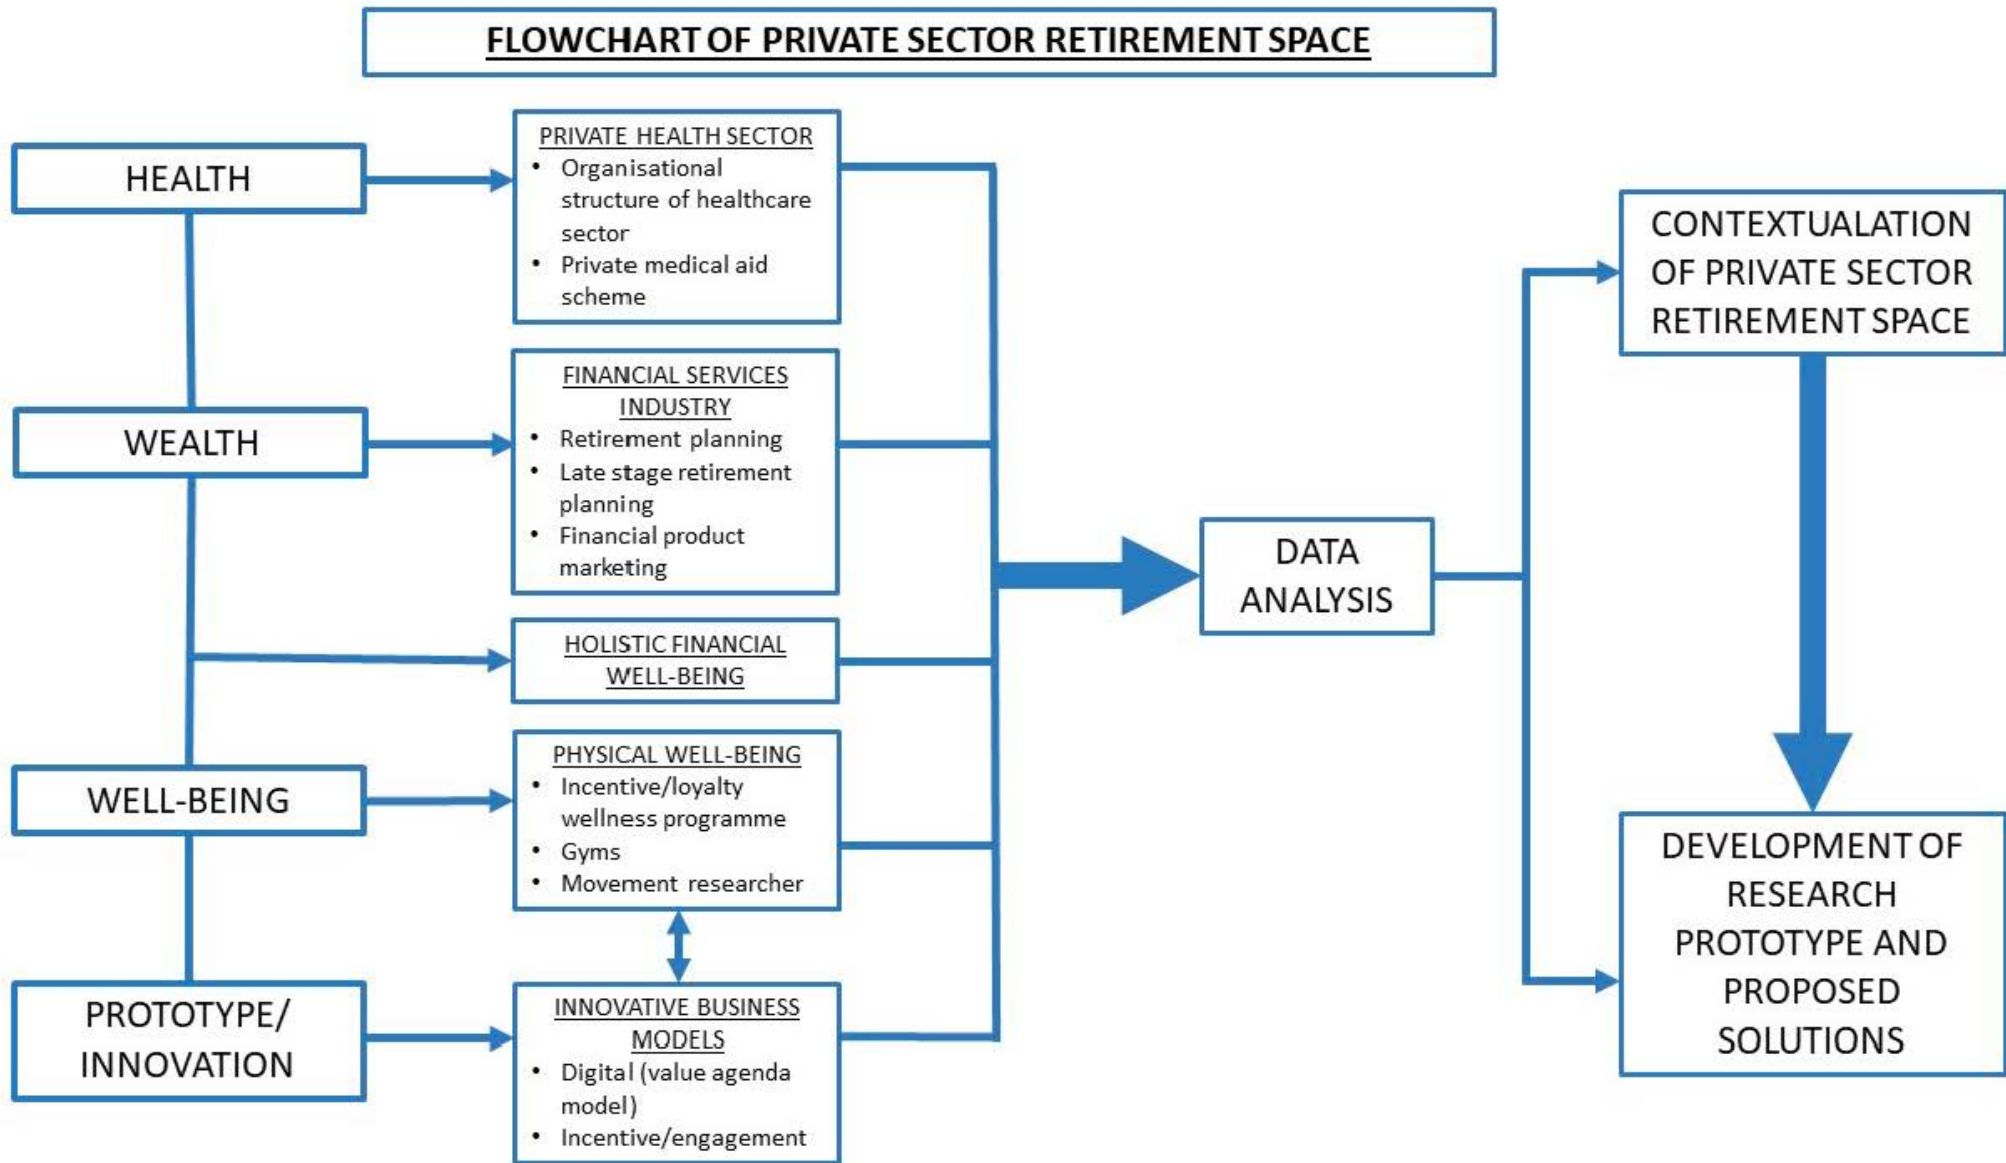 FLOWCHART OF PRIVATE SECTOR RETIREMENT SPACE
HEALTH
PRIVATE HEALTH SECTOR
• Organisational
structure of healthcare
sector
• Private medical aid
scheme
WEALTH
FINANCIAL SERVICES
INDUSTRY
• Retirement planning
• Late stage retirement
planning
• Financial product
marketing
HOLISTIC FINANCIAL
WELL-BEING
WELL-BEING
PHYSICAL WELL-BEING
• Incentive/loyalty
wellness programme
• Gyms
• Movement researcher
PROTOTYPE/
INNOVATION
INNOVATIVE BUSINESS
MODELS
• Digital (value agenda
model)
• Incentive/engagement
DATA
ANALYSIS
CONTEXTUALATION
OF PRIVATE SECTOR
RETIREMENT SPACE
DEVELOPMENT OF
RESEARCH
PROTOTYPE AND
PROPOSED
SOLUTIONS